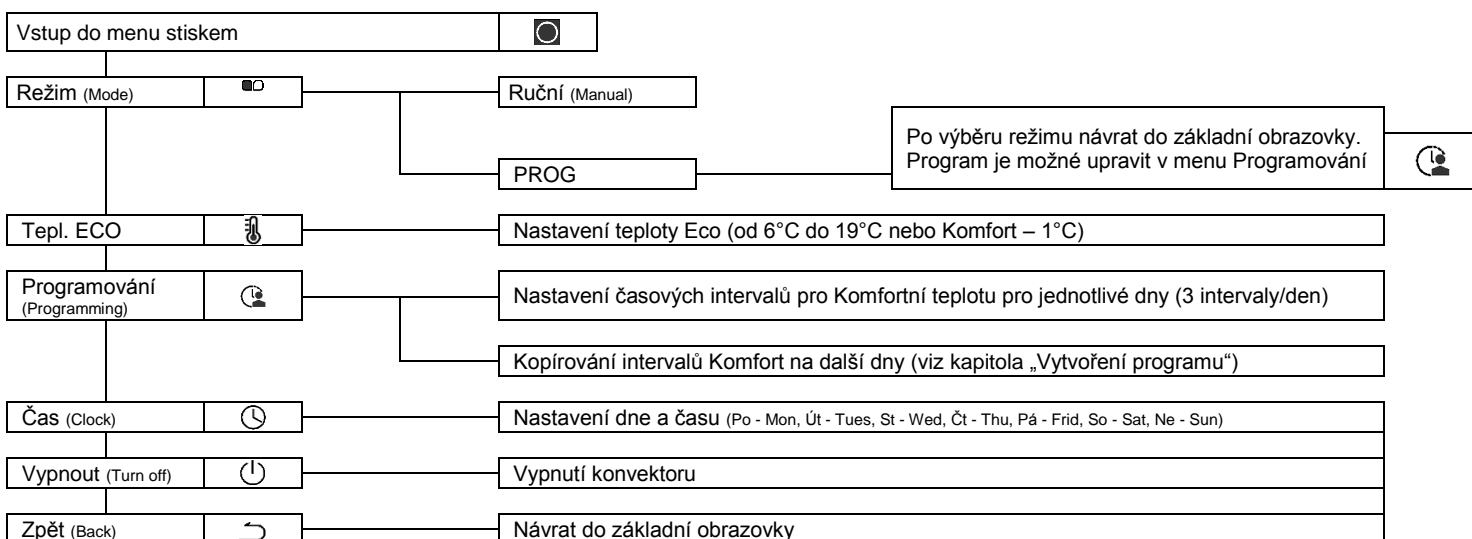 Vstup do menu stiskem
Režim (Mode)
Ruční (Manual)
PROG
Po výběru režimu návrat do základní obrazovky.
Program je možné upravit v menu Programování
Tepl. ECO
Nastavení teploty Eco (od 6°C do 19°C nebo Komfort – 1°C)
Programování
(Programming)
Nastavení časových intervalů pro Komfortní teplotu pro jednotlivé dny (3 intervaly/den)
Kopírování intervalů Komfort na další dny (viz kapitola „Vytvoření programu“)
Čas (Clock)
Nastavení dne a času (Po - Mon, Út - Tues, St - Wed, Čt - Thu, Pá - Frid, So - Sat, Ne - Sun)
Vypnout (Turn off)
Vypnutí konvektoru
Zpět (Back)
Návrat do základní obrazovky